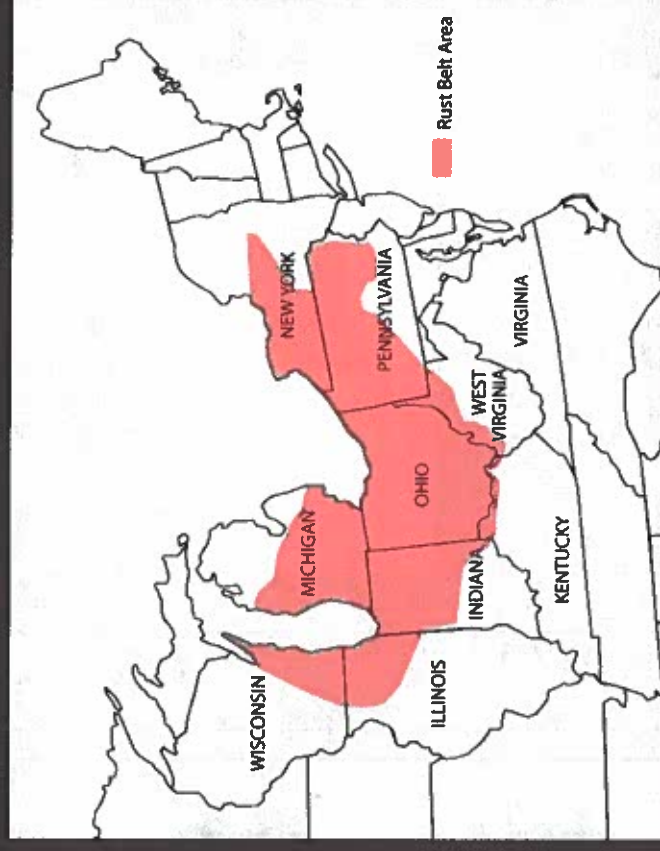 Rust Belt Area
WISCONSIN
MICHIGAN
NEW YORK
ILLINOIS
INDIANA
OHIO
PENNSYLVANIA
WEST
VIRGINIA
KENTUCKY
VIRGINIA